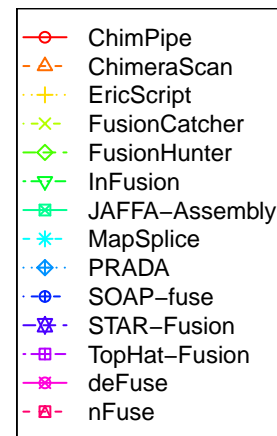 ChimPipe
ChimeraScan
EricScript
FusionCatcher
FusionHunter
InFusion
JAFFA−Assembly
MapSplice
PRADA
SOAP−fuse
STAR−Fusion
TopHat−Fusion
deFuse
nFuse